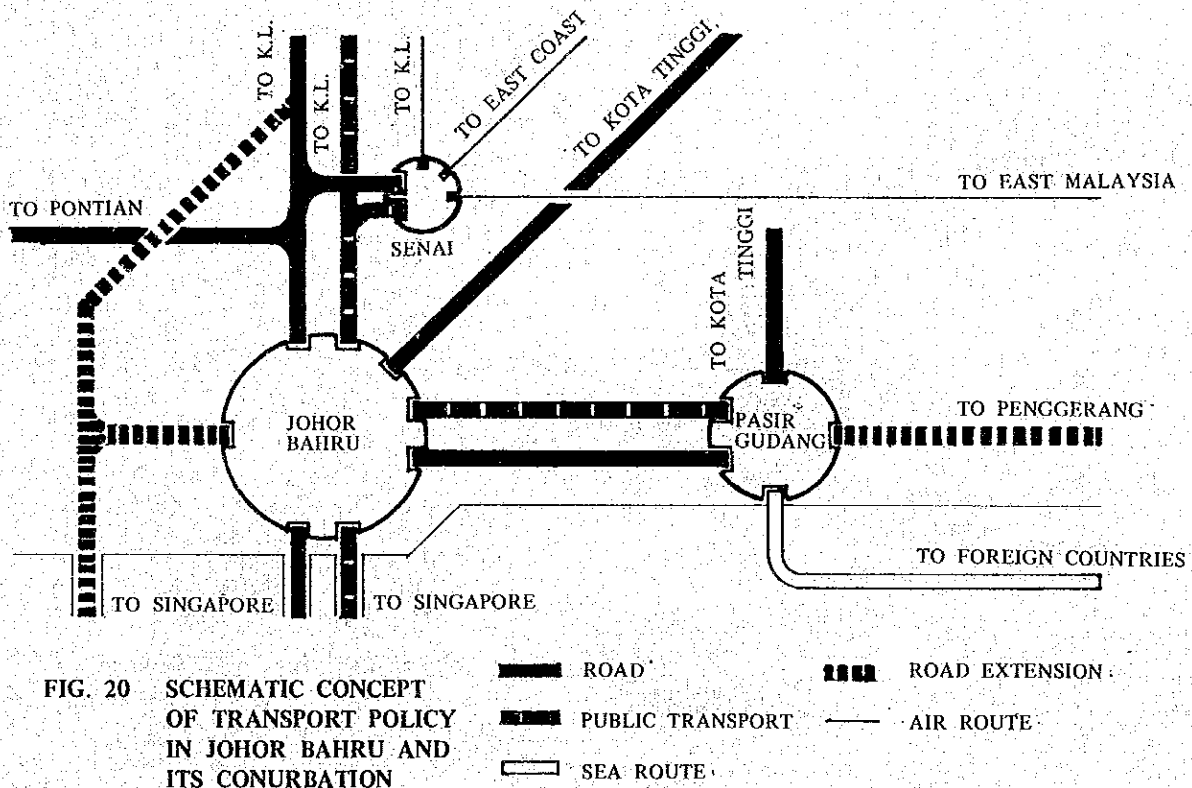 TO K.L.
TO K.L.
TO K.L.
TO EAST COAST
TO KOTA TINGGI
TO EAST MALAYSIA
TO PONTIAN
SENAI
TO KOTA
TINGGI
JOHOR
BAHRU
PASIR
GUDANG
TO PENGGERANG
TO FOREIGN COUNTRIES
TO SINGAPORE
TO SINGAPORE
FIG. 20 SCHEMATIC CONCEPT
OF TRANSPORT POLICY
IN JOHOR BAHRU AND
ITS CONURBATION
ROAD
PUBLIC TRANSPORT
SEA ROUTE
ROAD EXTENSION
AIR ROUTE